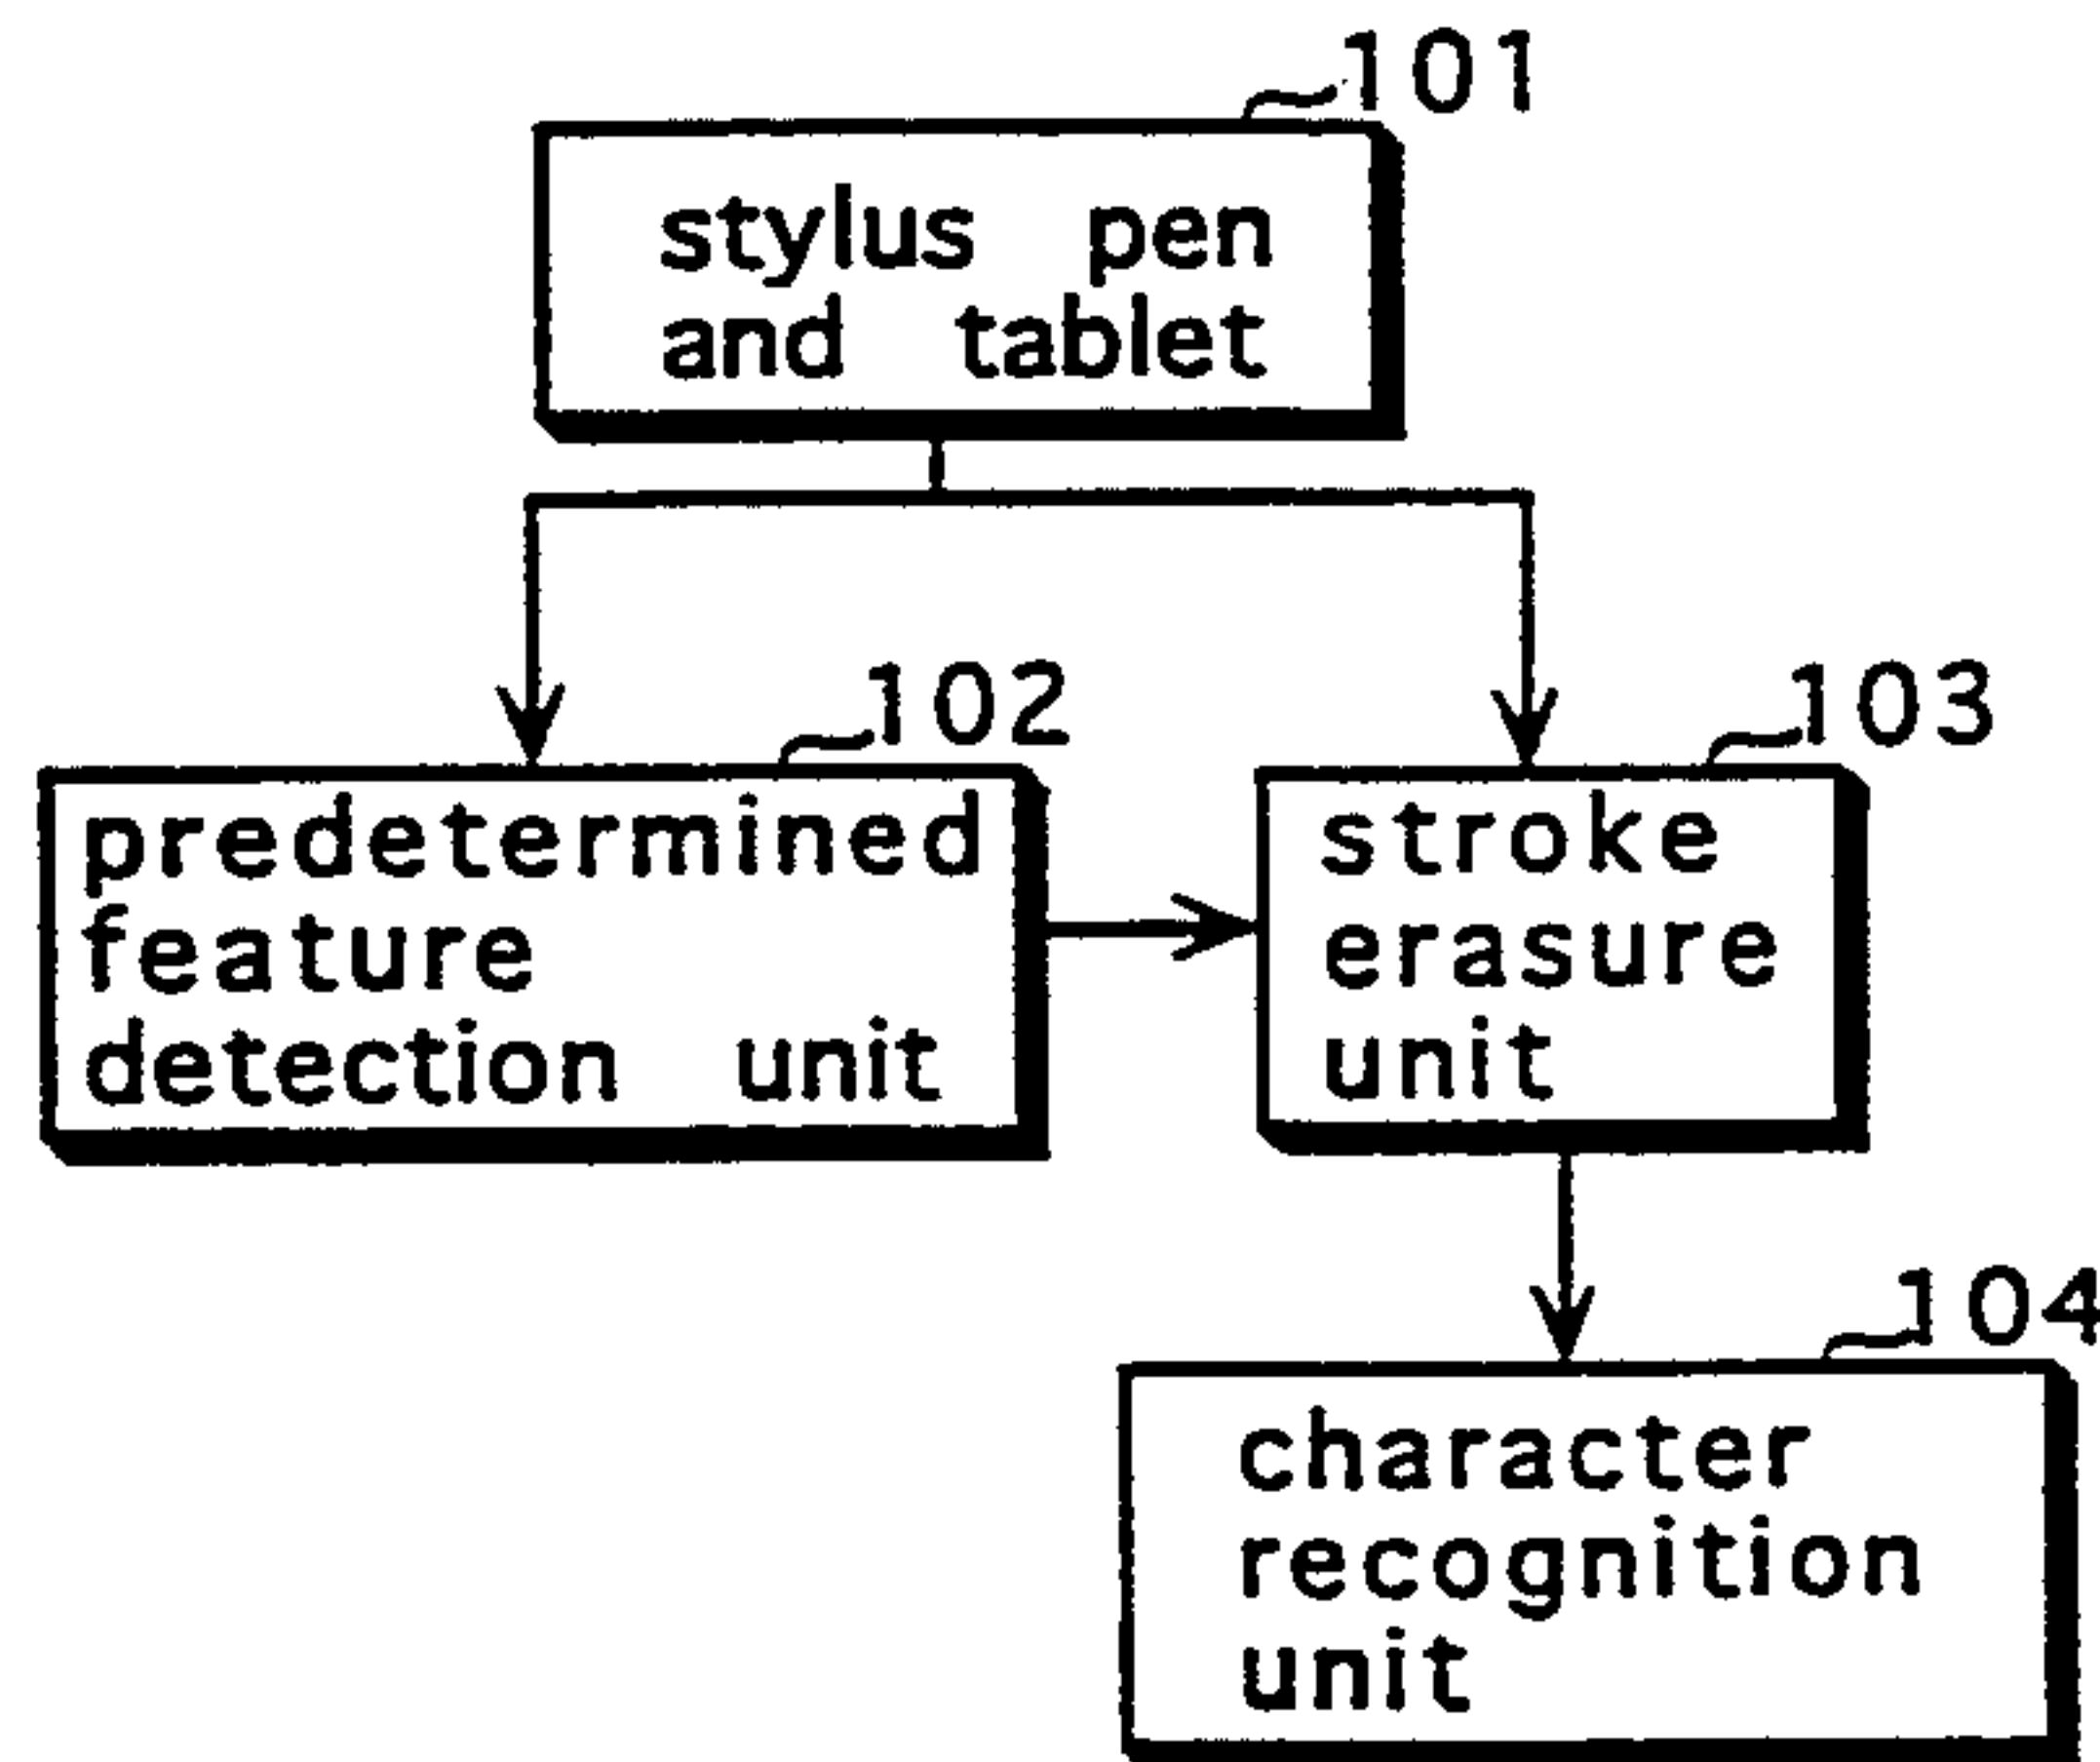 101
stylus pen
and tablet
102
predetermined
feature
detection unit
103
stroke
erasure
unit
104
character
recognition
unit